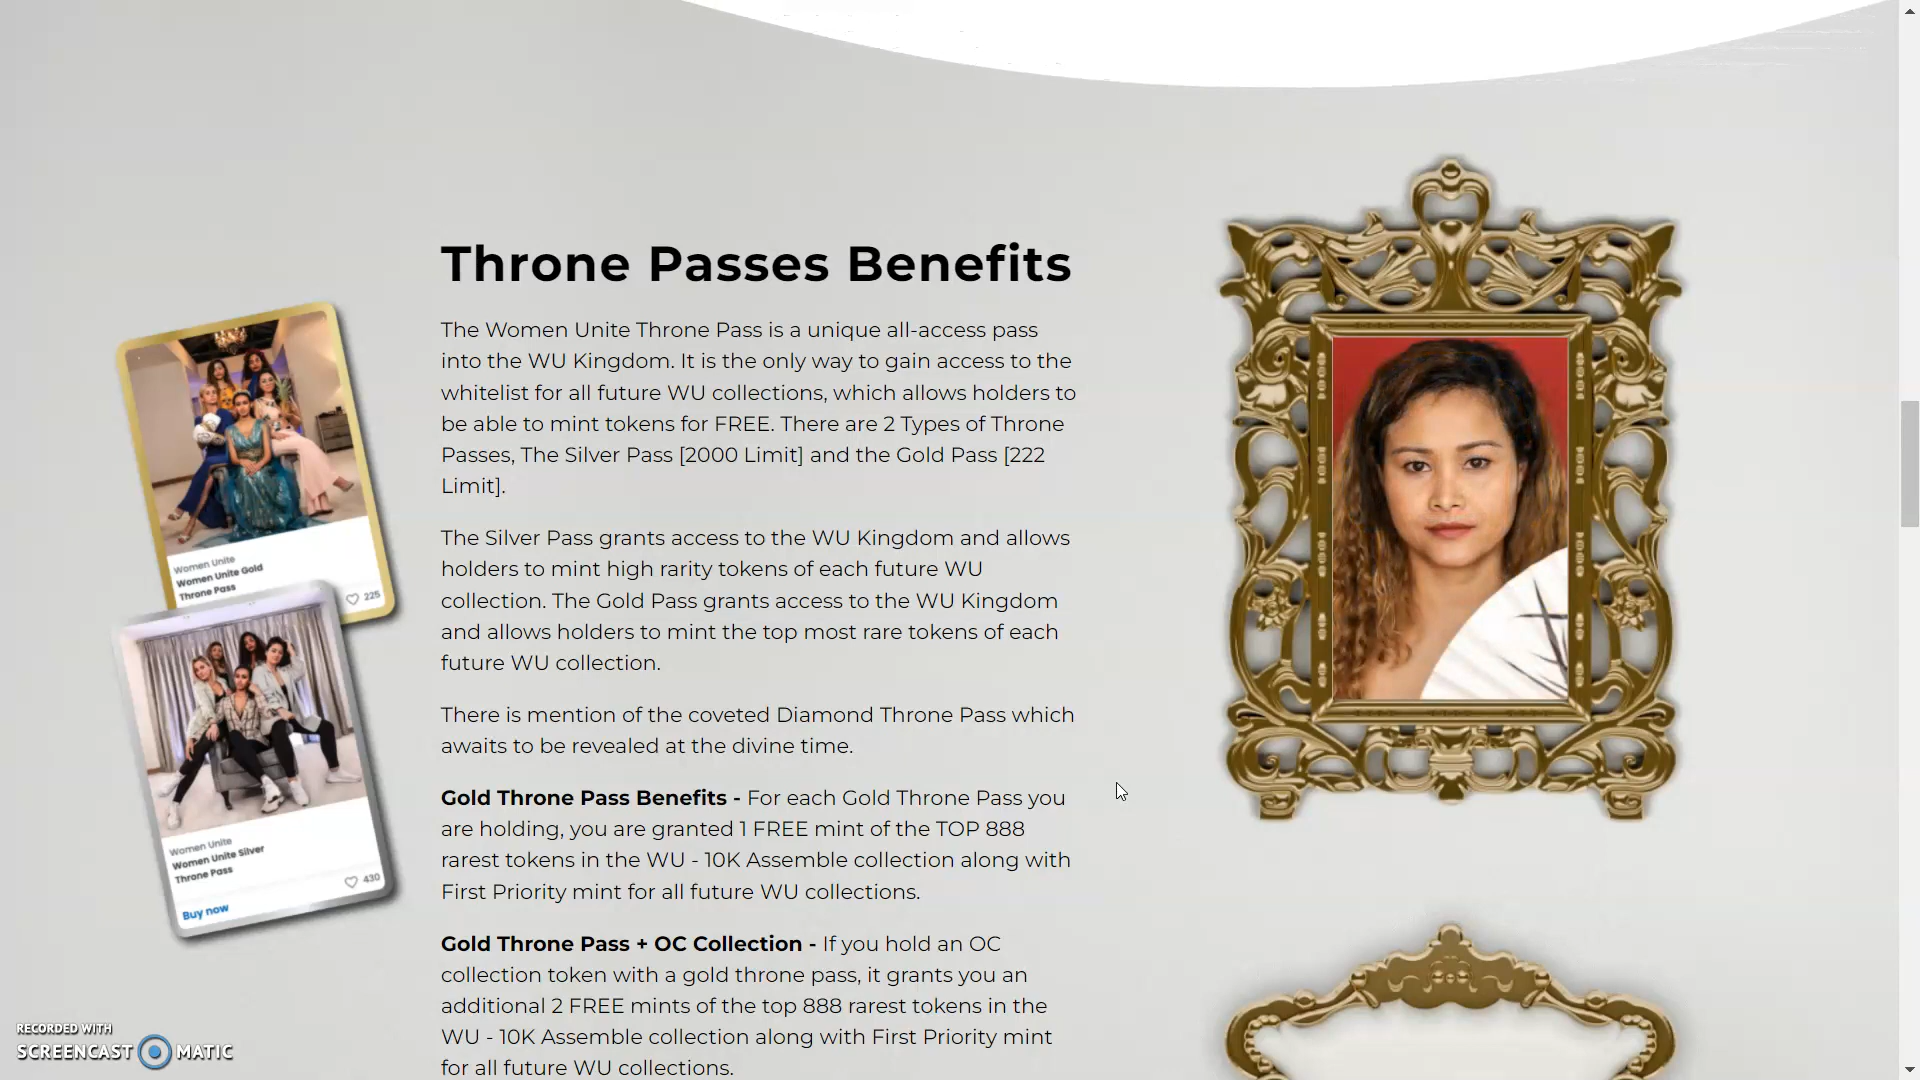 Throne Passes Benefits
The Women Unite Throne Pass is a unique all-access pass
into the WU Kingdom. It is the only way to gain access to the
whitelist for all future WU collections, which allows holders to
be able to mint tokens for FREE. There are 2 Types of Throne
Passes, The Silver Pass [2000 Limit] and the Gold Pass [222
Limit].
The Silver Pass grants access to the WU Kingdom and allows
holders to mint high rarity tokens of each future WU
collection. The Gold Pass grants access to the WU Kingdom
and allows holders to mint the top most rare tokens of each
future WU collection.
There is mention of the coveted Diamond Throne Pass which
awaits to be revealed at the divine time.
Gold Throne Pass Benefits - For each Gold Throne Pass you
are holding, you are granted 1 FREE mint of the TOP 888
rarest tokens in the WU - 10K Assemble collection along with
First Priority mint for all future WU collections.
Gold Throne Pass + OC Collection - If you hold an OC
collection token with a gold throne pass, it grants you an
additional 2 FREE mints of the top 888 rarest tokens in the
WU - 10K Assemble collection along with First Priority mint
for all future WU collections.
Women Unite
Women Unite Gold
Throne Pass
225
Women Unite
Women Unite Silver
Throne Pass
430
Buy now
RECORDED WITH
SCREENCAST MATIC